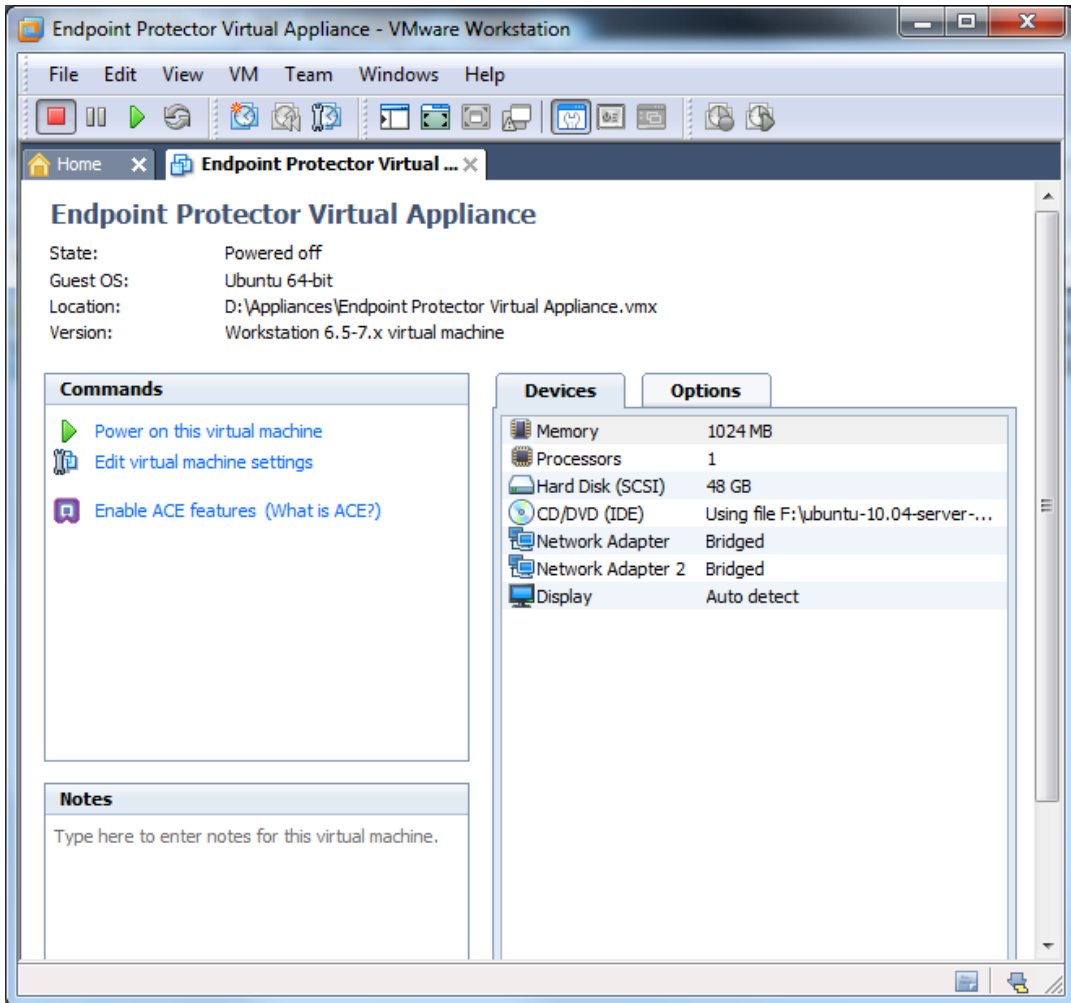 Endpoint Protector Virtual Appliance - VMware Workstation
File Edit View VM Team Windows Help
Home Endpoint Protector Virtual ...
Endpoint Protector Virtual Appliance
State: Powered off
Guest OS: Ubuntu 64-bit
Location: D:\Appliances\Endpoint Protector Virtual Appliance.vmx
Version: Workstation 6.5-7.x virtual machine
Commands
Power on this virtual machine
Edit virtual machine settings
Enable ACE features (What is ACE?)
Devices Options
Memory 1024 MB
Processors 1
Hard Disk (SCSI) 48 GB
CD/DVD (IDE) Using file F:\ubuntu-10.04-server-...
Network Adapter Bridged
Network Adapter 2 Bridged
Display Auto detect
Notes
Type here to enter notes for this virtual machine.